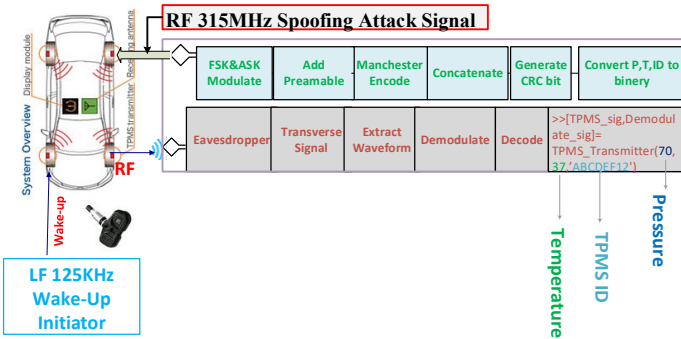 RF 315MHz Spoofing Attack Signal
Display module
Receiving antenna
TPMS transmitter
System Overview
FSK&ASK
Modulate
Add
Preamable
Manchester
Encode
Concatenate
Generate
CRC bit
Convert P,T,ID to
binery
Eavesdropper
Transverse
Signal
Extract
Waveform
Demodulate
Decode
>>[TPMS_sig,Demodul
ate_sig]=
TPMS_Transmitter(70,
37,'ABCDEF12')
RF
Wake-up
LF 125KHz
Wake-Up
Initiator
Temperature
TPMS ID
Pressure